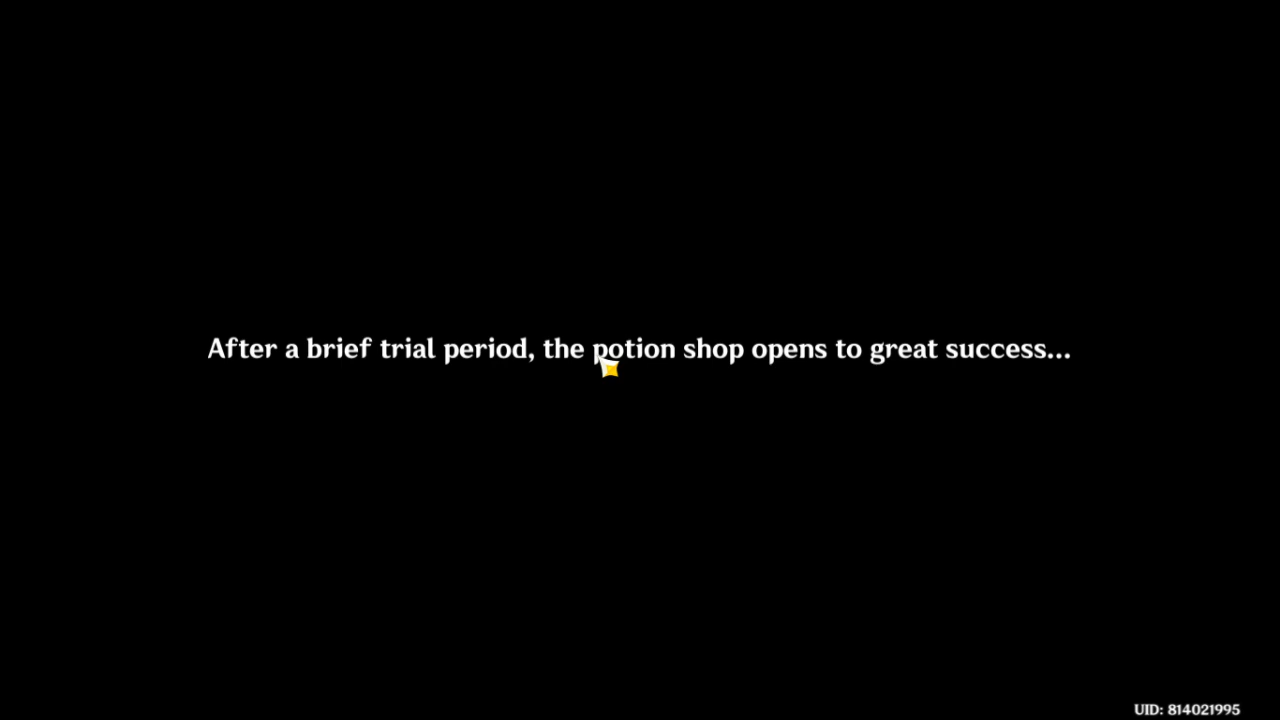 After a brief trial period, the potion shop opens to great success...
UID: 814021995